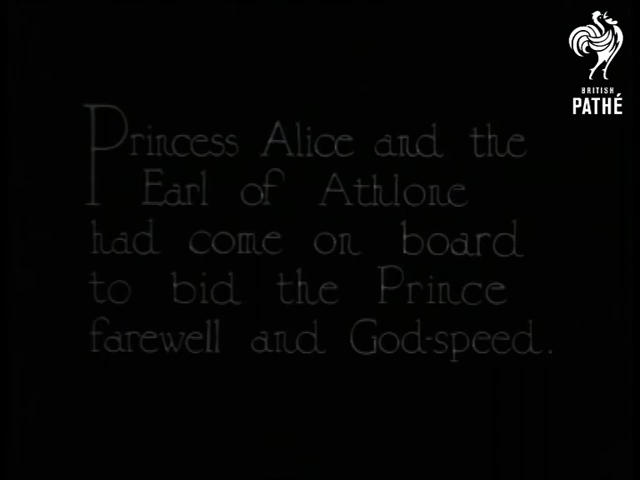 BRITISH
PATHÉ
Princess Alice and the
Earl of Athlone
had come on board
to bid the Prince
farewell and God-speed.